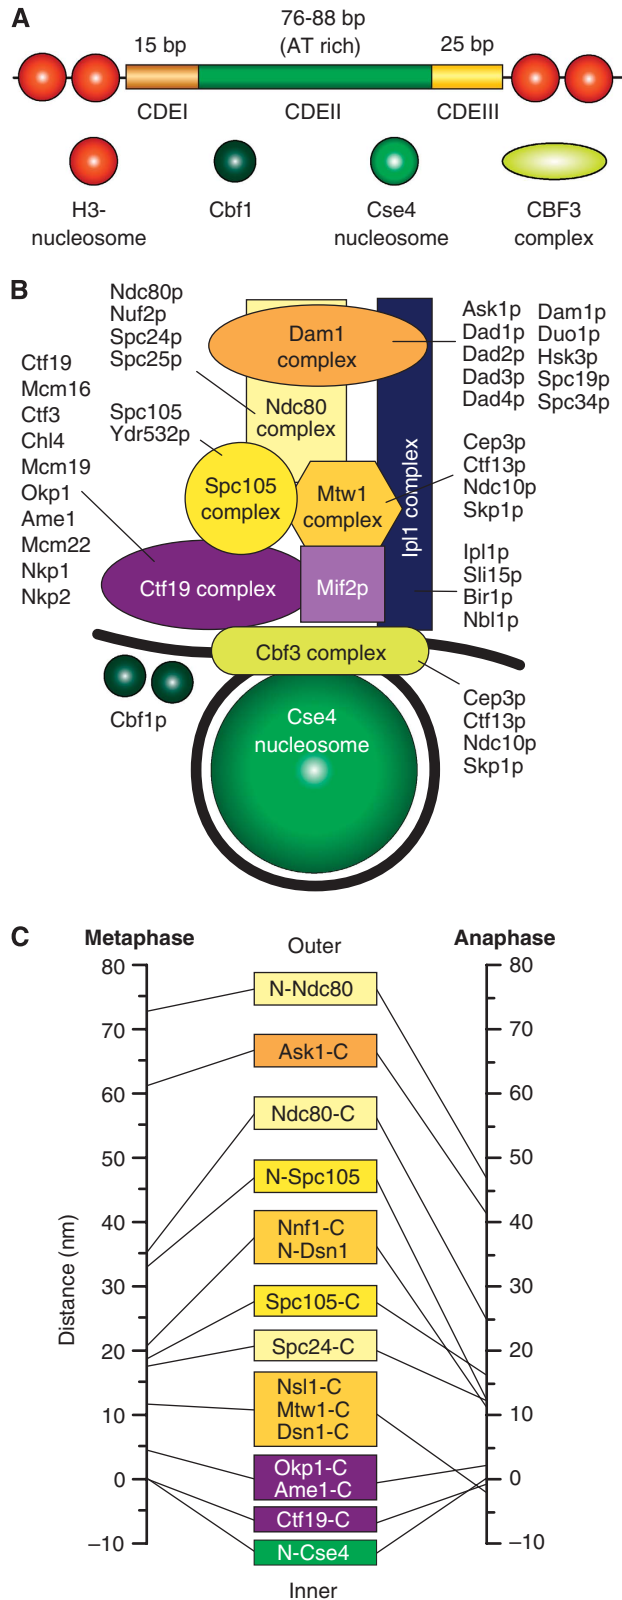 A
76-88 bp
15 bp
(AT rich)
25 bp
CDEI
CDEII
CDEIII
H3-
nucleosome
Cbf1
Cse4
nucleosome
CBF3
complex
B
Ndc80p
Nuf2p
Spc24p
Spc25p
Spc105
Ydr532p
Ctf19
Mcm16
Ctf3
Chl4
Mcm19
Okp1
Ame1
Mcm22
Nkp1
Nkp2
Dam1
complex
Ndc80
complex
Spc105
complex
Mtw1
complex
Ipl1 complex
Ctf19 complex
Mif2p
Cbf3 complex
Cbf1p
Cse4
nucleosome
Ask1p
Dad1p
Dad2p
Dad3p
Dad4p
Dam1p
Duo1p
Hsk3p
Spc19p
Spc34p
Cep3p
Ctf13p
Ndc10p
Skp1p
Ipl1p
Sli15p
Bir1p
Nbl1p
Cep3p
Ctf13p
Ndc10p
Skp1p
C
Metaphase
Outer
Anaphase
Distance (nm)
80
70
60
50
40
30
20
10
0
–10
N-Ndc80
Ask1-C
Ndc80-C
N-Spc105
Nnf1-C
N-Dsn1
Spc105-C
Spc24-C
Nsl1-C
Mtw1-C
Dsn1-C
Okp1-C
Ame1-C
Ctf19-C
N-Cse4
Inner
80
70
60
50
40
30
20
10
0
–10